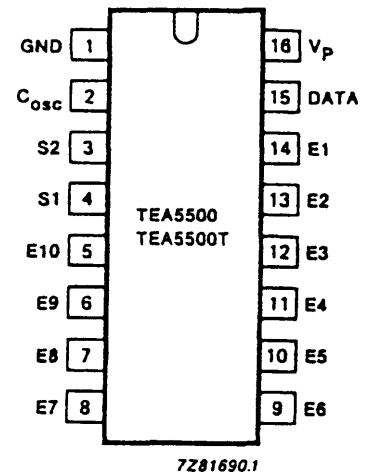 GND 1 16 VP
Cosc 2 15 DATA
S2 3 14 E1
S1 4 13 E2
TEA5500
TEA5500T
E10 5 12 E3
E9 6 11 E4
E8 7 10 E5
E7 8 9 E6
7Z81690.1